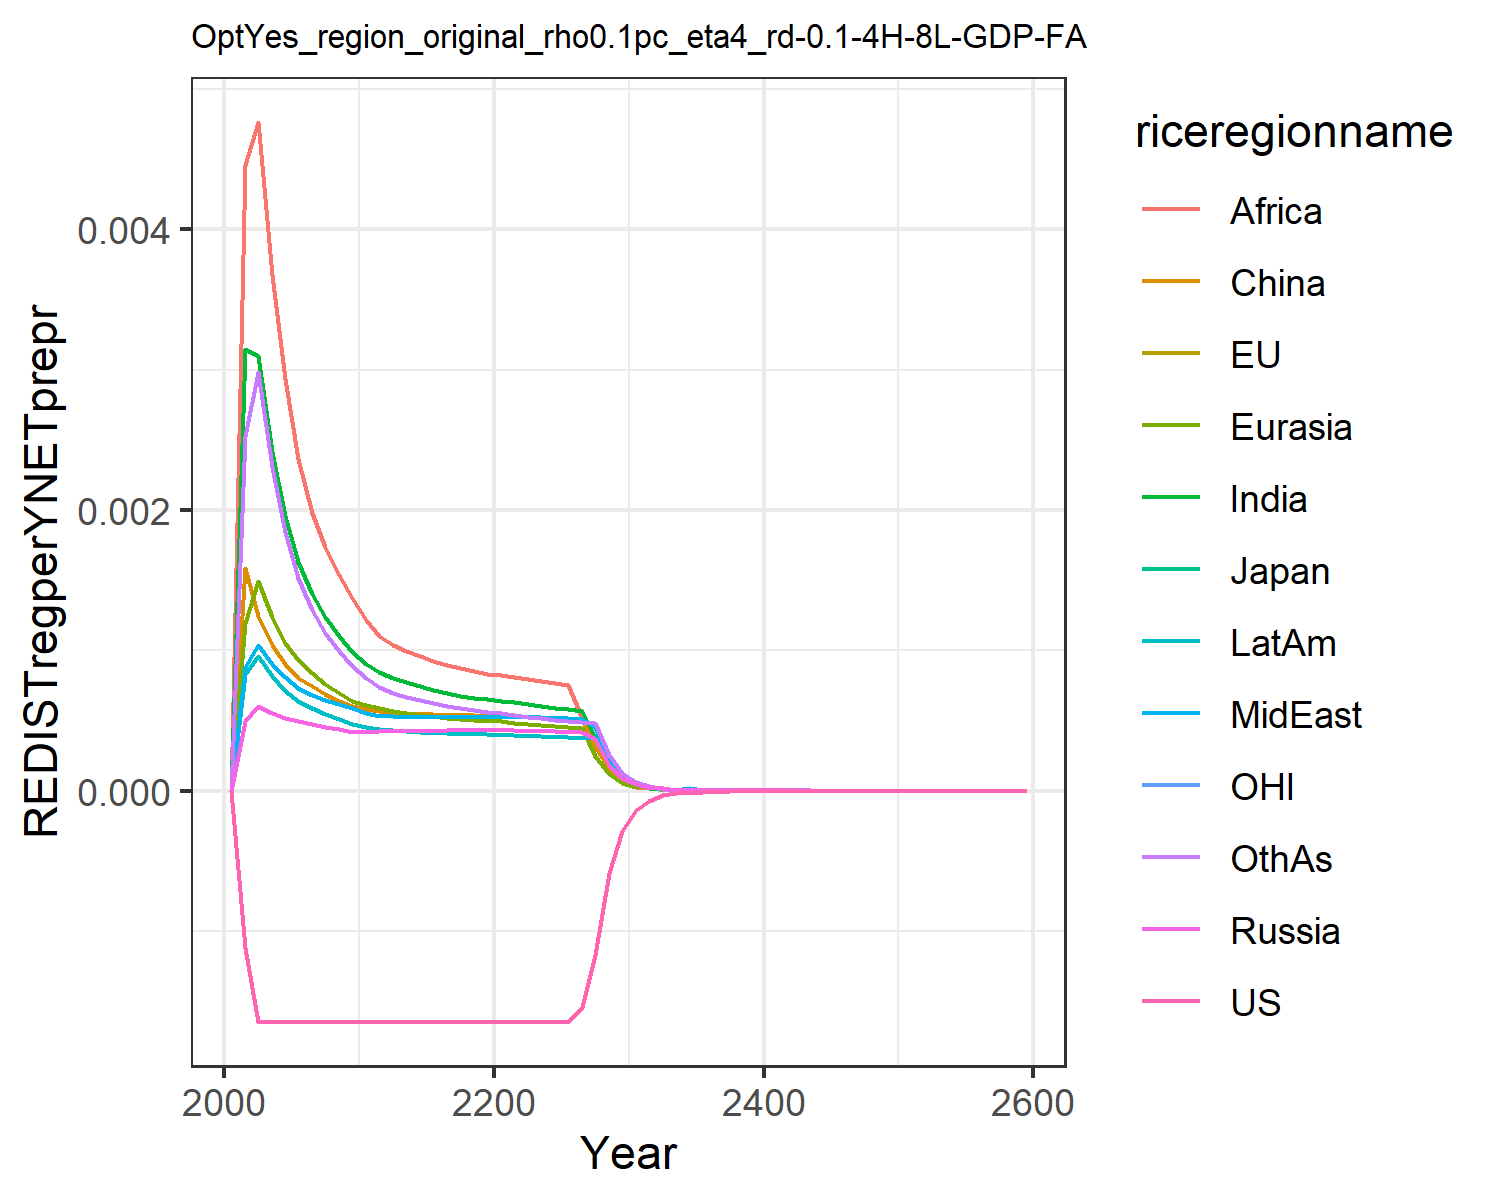 OptYes_region_original_rho0.1pc_eta4_rd-0.1-4H-8L-GDP-FA
REDISTregperYNETprepr
0.004
0.002
0.000
2000 2200 2400 2600
Year
riceregionname
Africa
China
EU
Eurasia
India
Japan
LatAm
MidEast
OHI
OthAs
Russia
US